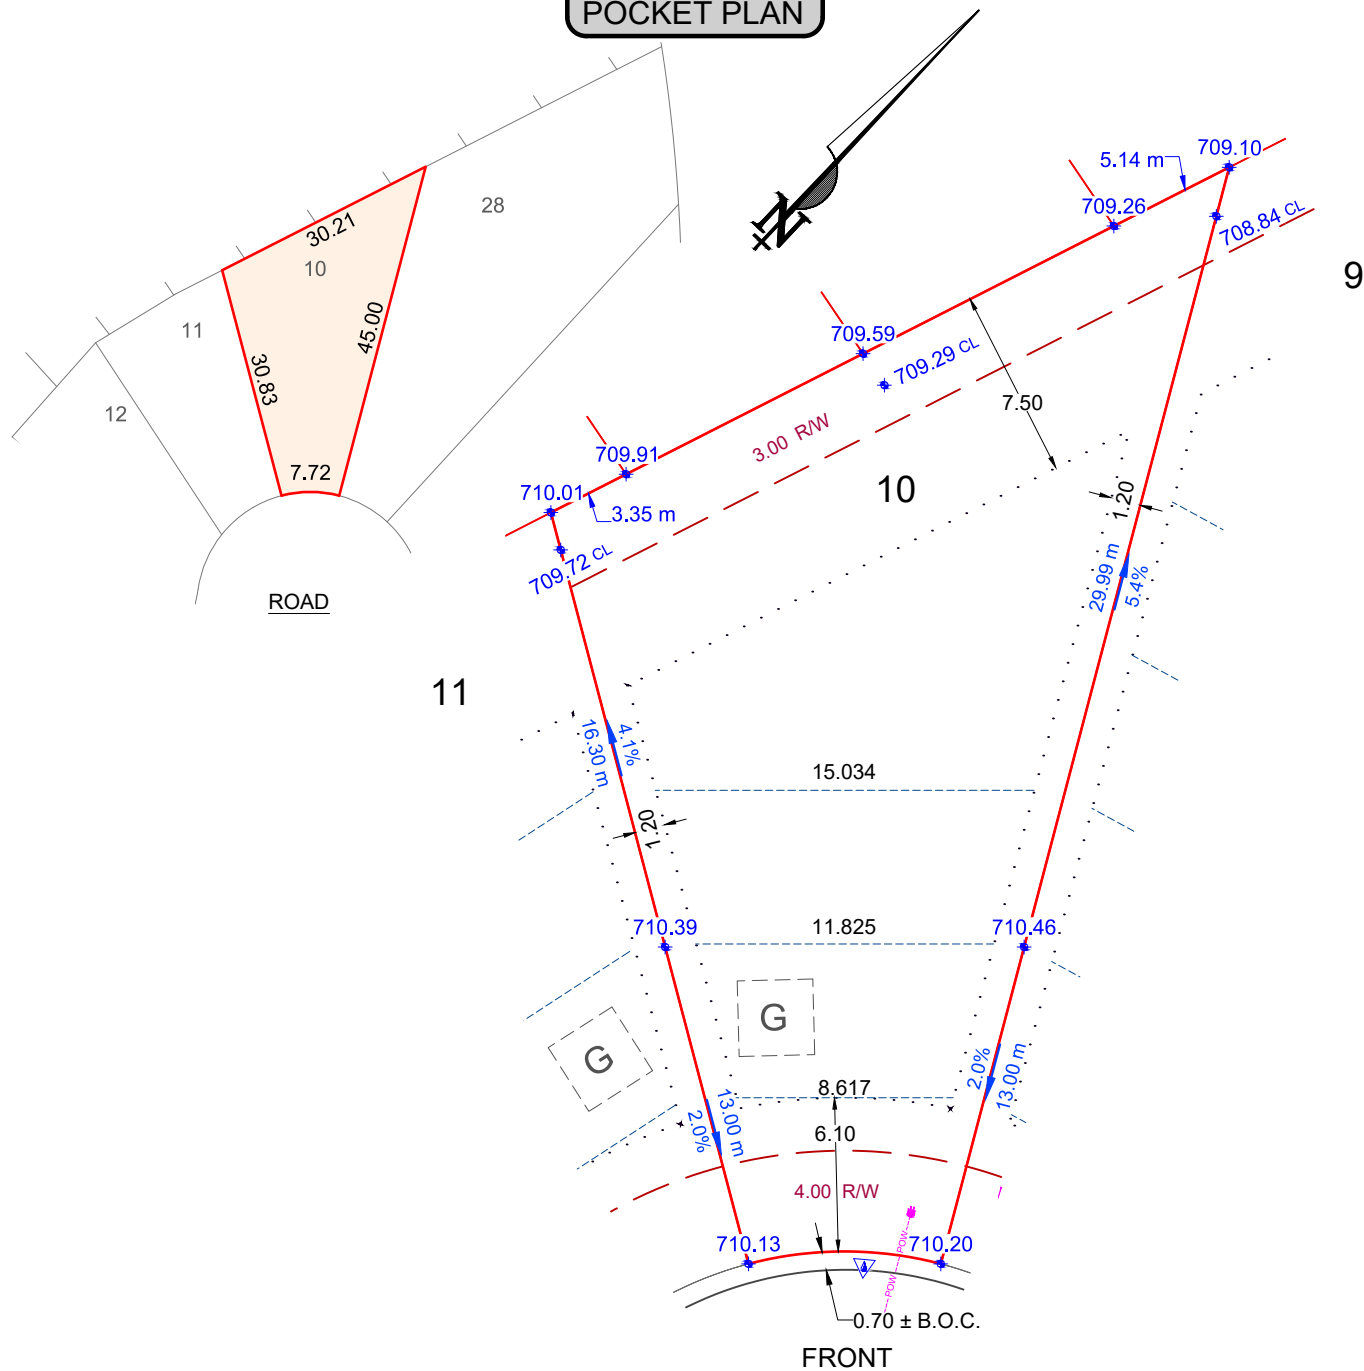 POCKET PLAN
N
30.21
10
28
11
45.00
30.83
12
7.72
ROAD
709.10
5.14 m
709.26
708.84 CL
9
709.59
709.29 CL
7.50
3.00 R/W
709.91
10
710.01
3.35 m
1.20
709.72 CL
29.99 m
5.4%
11
16.30 m
4.1%
15.034
1.20
710.39
11.825
710.46
G
G
2.0%
13.00 m
8.617
13.00 m
2.0%
6.10
4.00 R/W
710.13
710.20
POW
POW
0.70 ± B.O.C.
FRONT